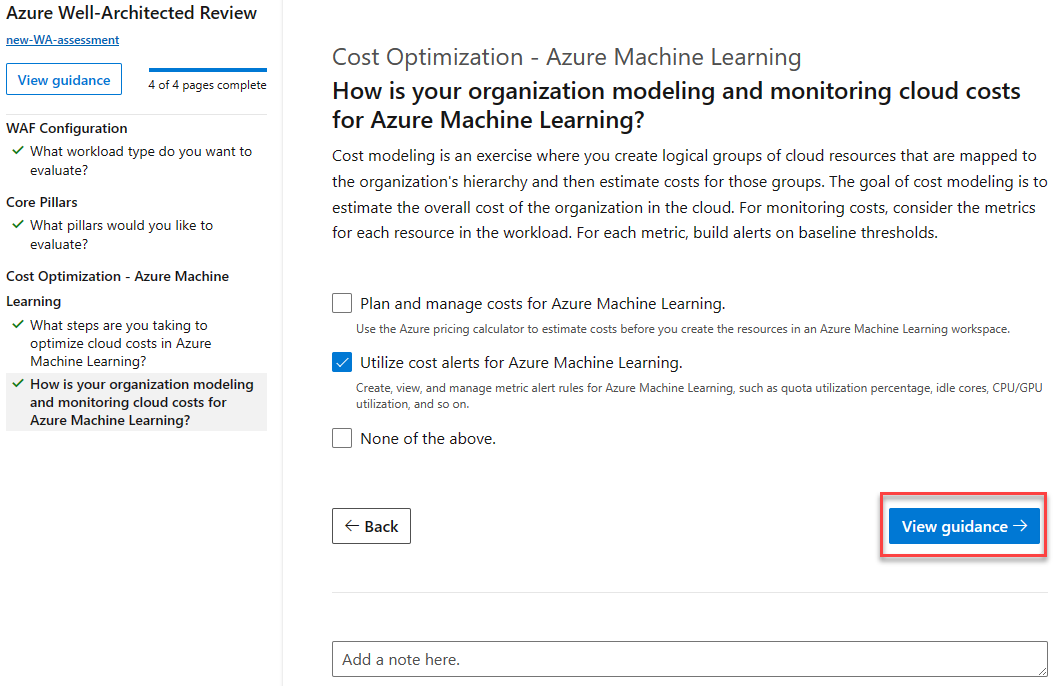 Azure Well-Architected Review
new-WA-assessment
View guidance
4 of 4 pages complete
WAF Configuration
What workload type do you want to
evaluate?
Core Pillars
What pillars would you like to
evaluate?
Cost Optimization - Azure Machine
Learning
What steps are you taking to
optimize cloud costs in Azure
Machine Learning?
How is your organization modeling
and monitoring cloud costs for
Azure Machine Learning?
Cost Optimization - Azure Machine Learning
How is your organization modeling and monitoring cloud costs
for Azure Machine Learning?
Cost modeling is an exercise where you create logical groups of cloud resources that are mapped to
the organization's hierarchy and then estimate costs for those groups. The goal of cost modeling is to
estimate the overall cost of the organization in the cloud. For monitoring costs, consider the metrics
for each resource in the workload. For each metric, build alerts on baseline thresholds.
Plan and manage costs for Azure Machine Learning.
Use the Azure pricing calculator to estimate costs before you create the resources in an Azure Machine Learning workspace.
Utilize cost alerts for Azure Machine Learning.
Create, view, and manage metric alert rules for Azure Machine Learning, such as quota utilization percentage, idle cores, CPU/GPU
utilization, and so on.
None of the above.
← Back
View guidance →
Add a note here.